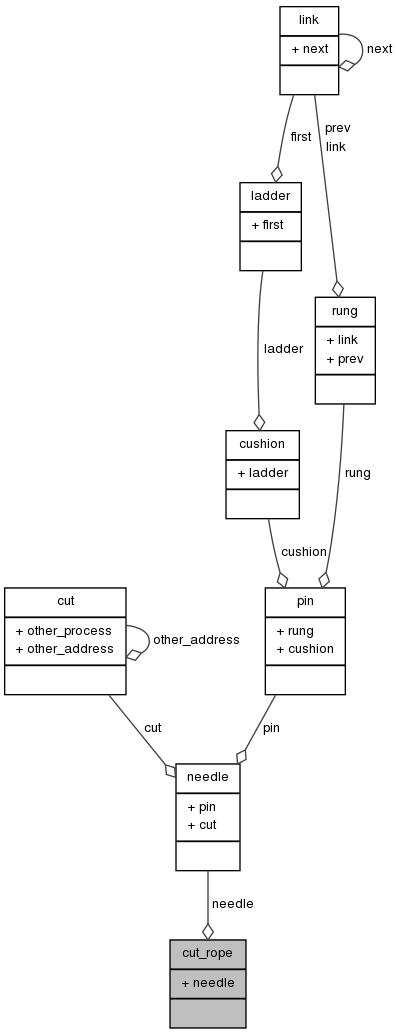 link
+ next
next
first
prev
link
ladder
+ first
rung
+ link
+ prev
ladder
cushion
+ ladder
rung
cushion
cut
+ other_process
+ other_address
other_address
pin
+ rung
+ cushion
cut
pin
needle
+ pin
+ cut
needle
cut_rope
+ needle